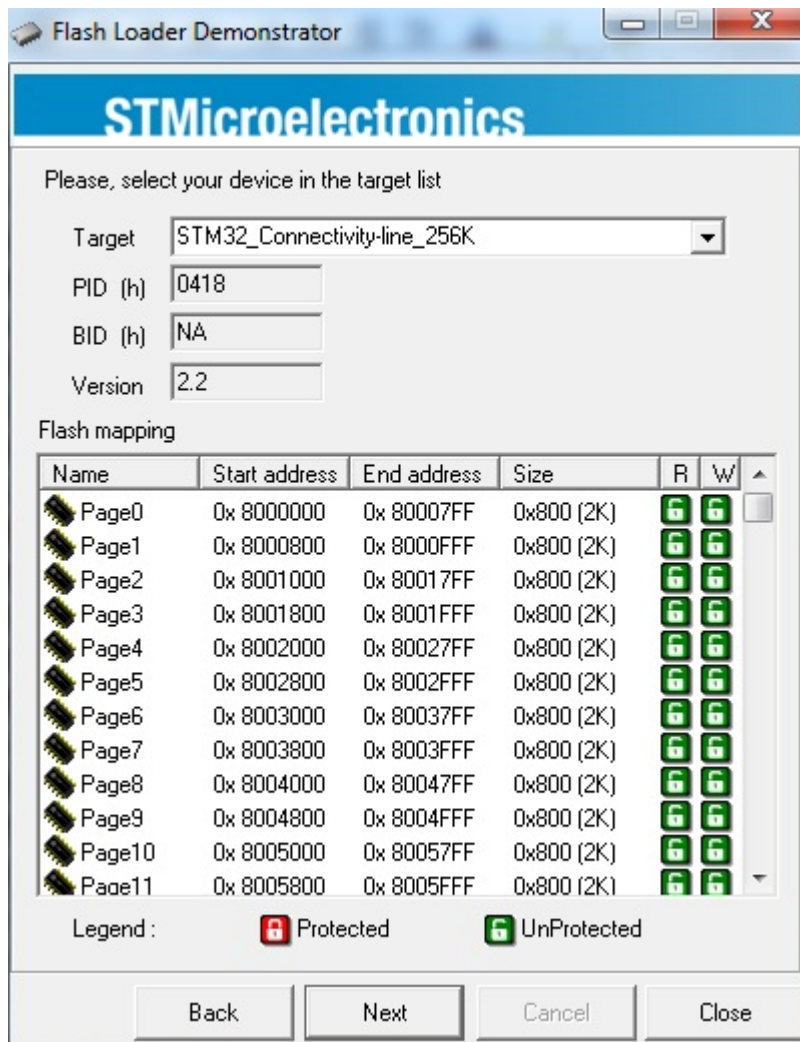 Flash Loader Demonstrator
STMicroelectronics
Please, select your device in the target list
Target STM32_Connectivity-line_256K
PID (h) 0418
BID (h) NA
Version 2.2
Flash mapping
Name Start address End address Size R W
Page0 0x 8000000 0x 80007FF 0x800 (2K)
Page1 0x 8000800 0x 8000FFF 0x800 (2K)
Page2 0x 8001000 0x 80017FF 0x800 (2K)
Page3 0x 8001800 0x 8001FFF 0x800 (2K)
Page4 0x 8002000 0x 80027FF 0x800 (2K)
Page5 0x 8002800 0x 8002FFF 0x800 (2K)
Page6 0x 8003000 0x 80037FF 0x800 (2K)
Page7 0x 8003800 0x 8003FFF 0x800 (2K)
Page8 0x 8004000 0x 80047FF 0x800 (2K)
Page9 0x 8004800 0x 8004FFF 0x800 (2K)
Page10 0x 8005000 0x 80057FF 0x800 (2K)
Page11 0x 8005800 0x 8005FFF 0x800 (2K)
Legend : Protected UnProtected
Back Next Cancel Close